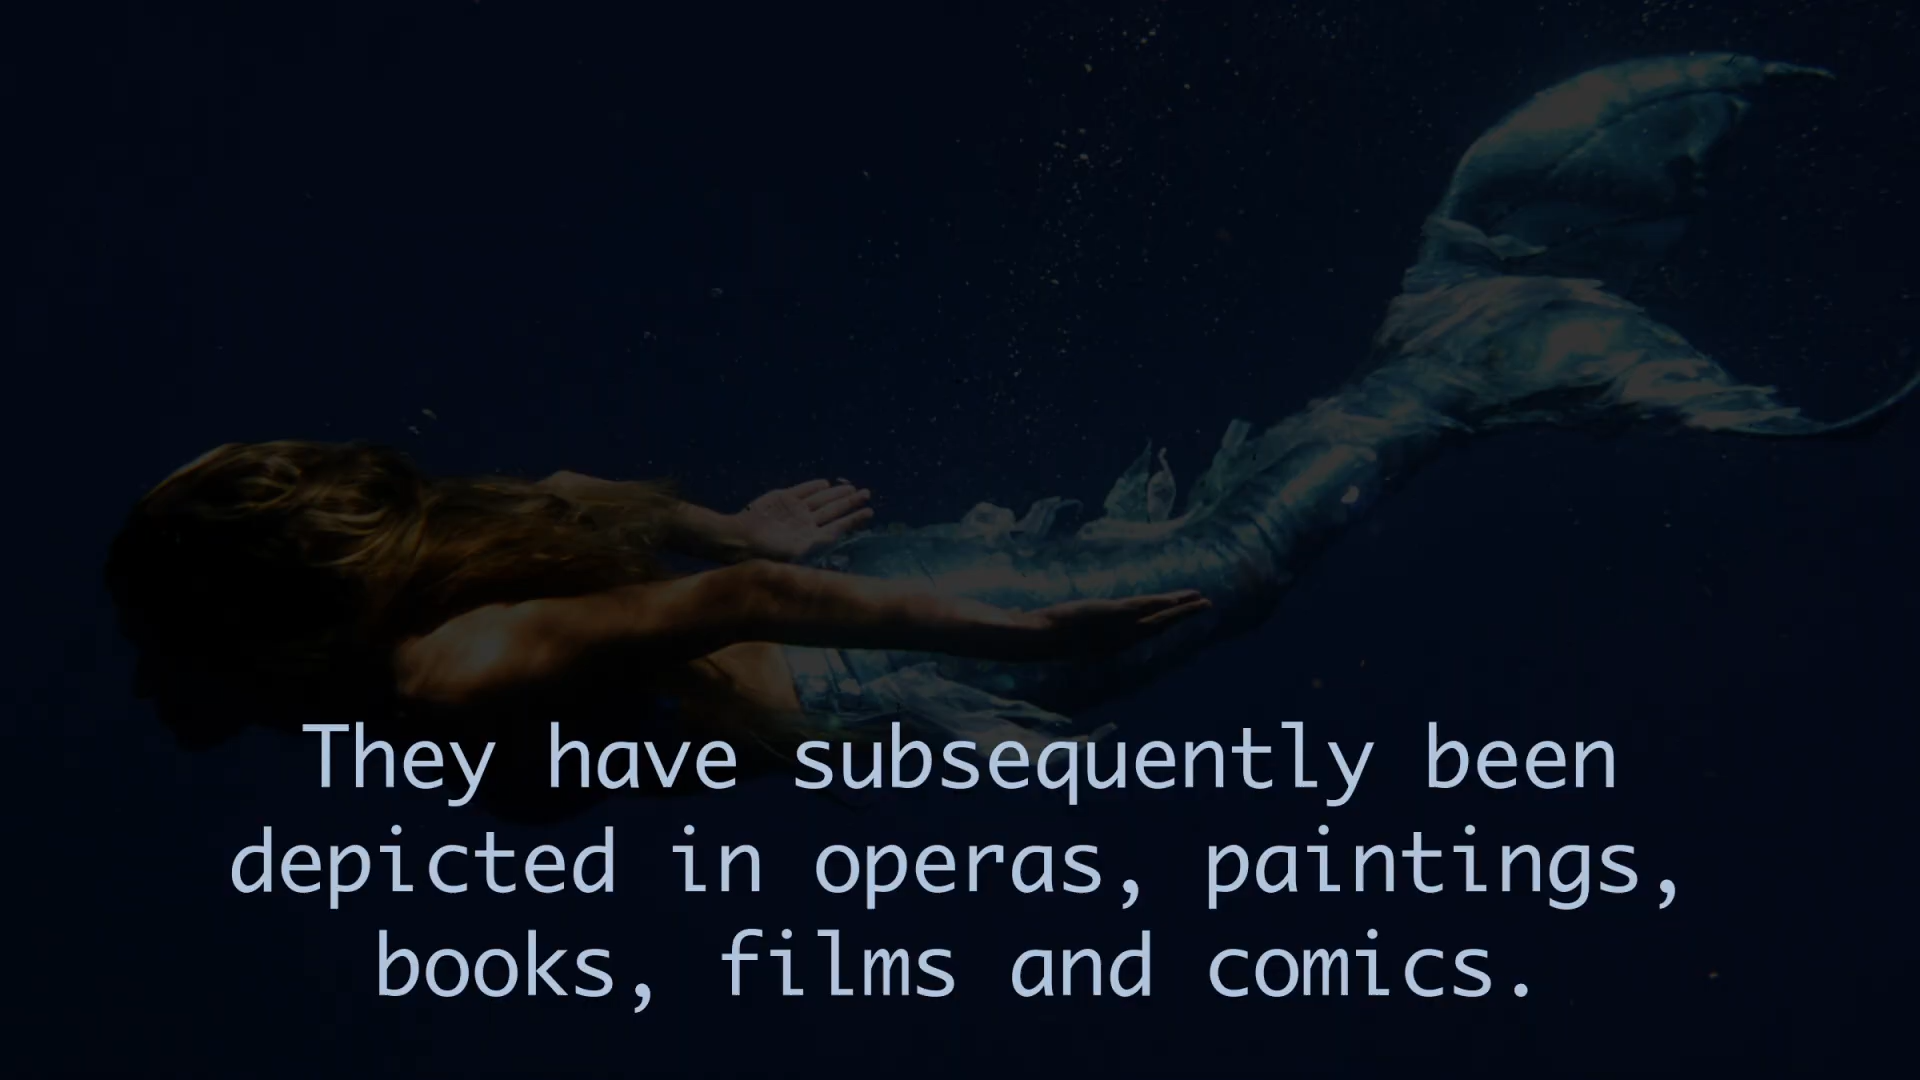 They have subsequently been
depicted in operas, paintings,
books, films and comics.